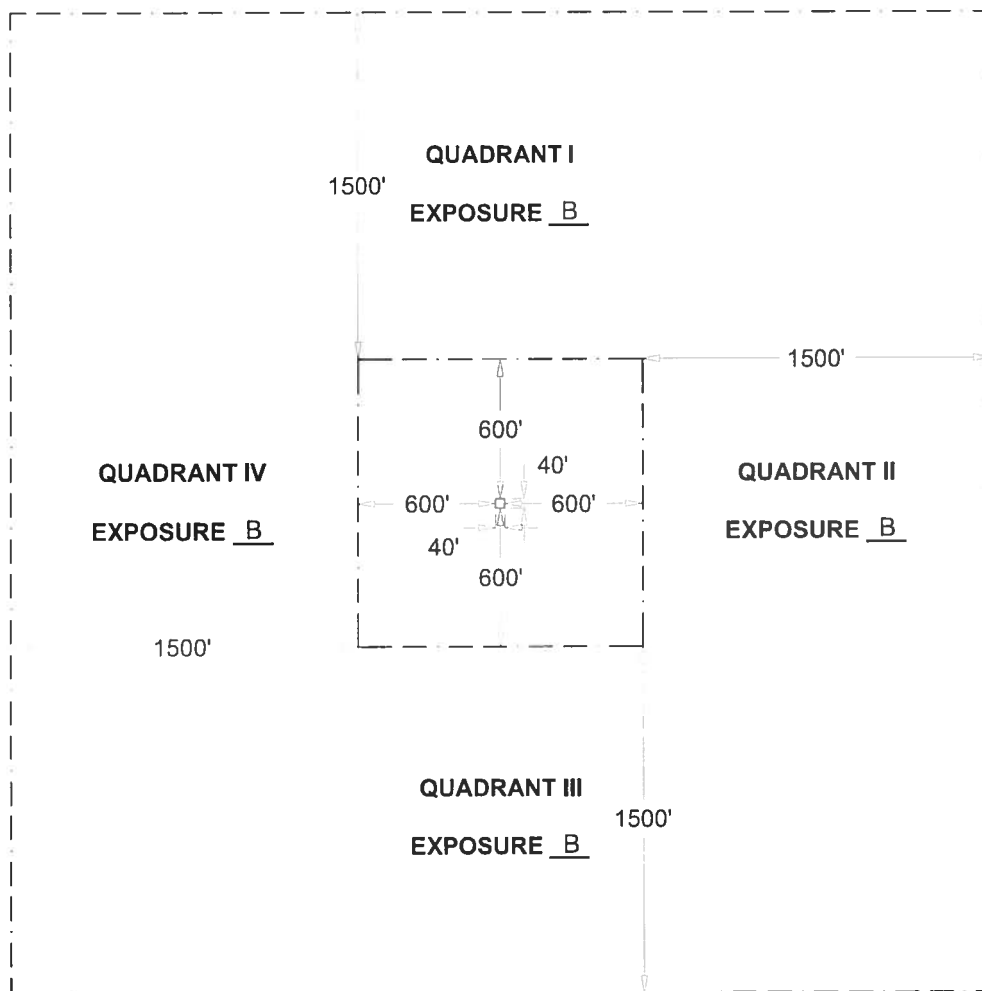 QUADRANT I
1500'
EXPOSURE B
1500'
600'
40'
QUADRANT IV
QUADRANT II
600'
600'
EXPOSURE B
EXPOSURE B
40'
600'
1500'
QUADRANT III
1500'
EXPOSURE B